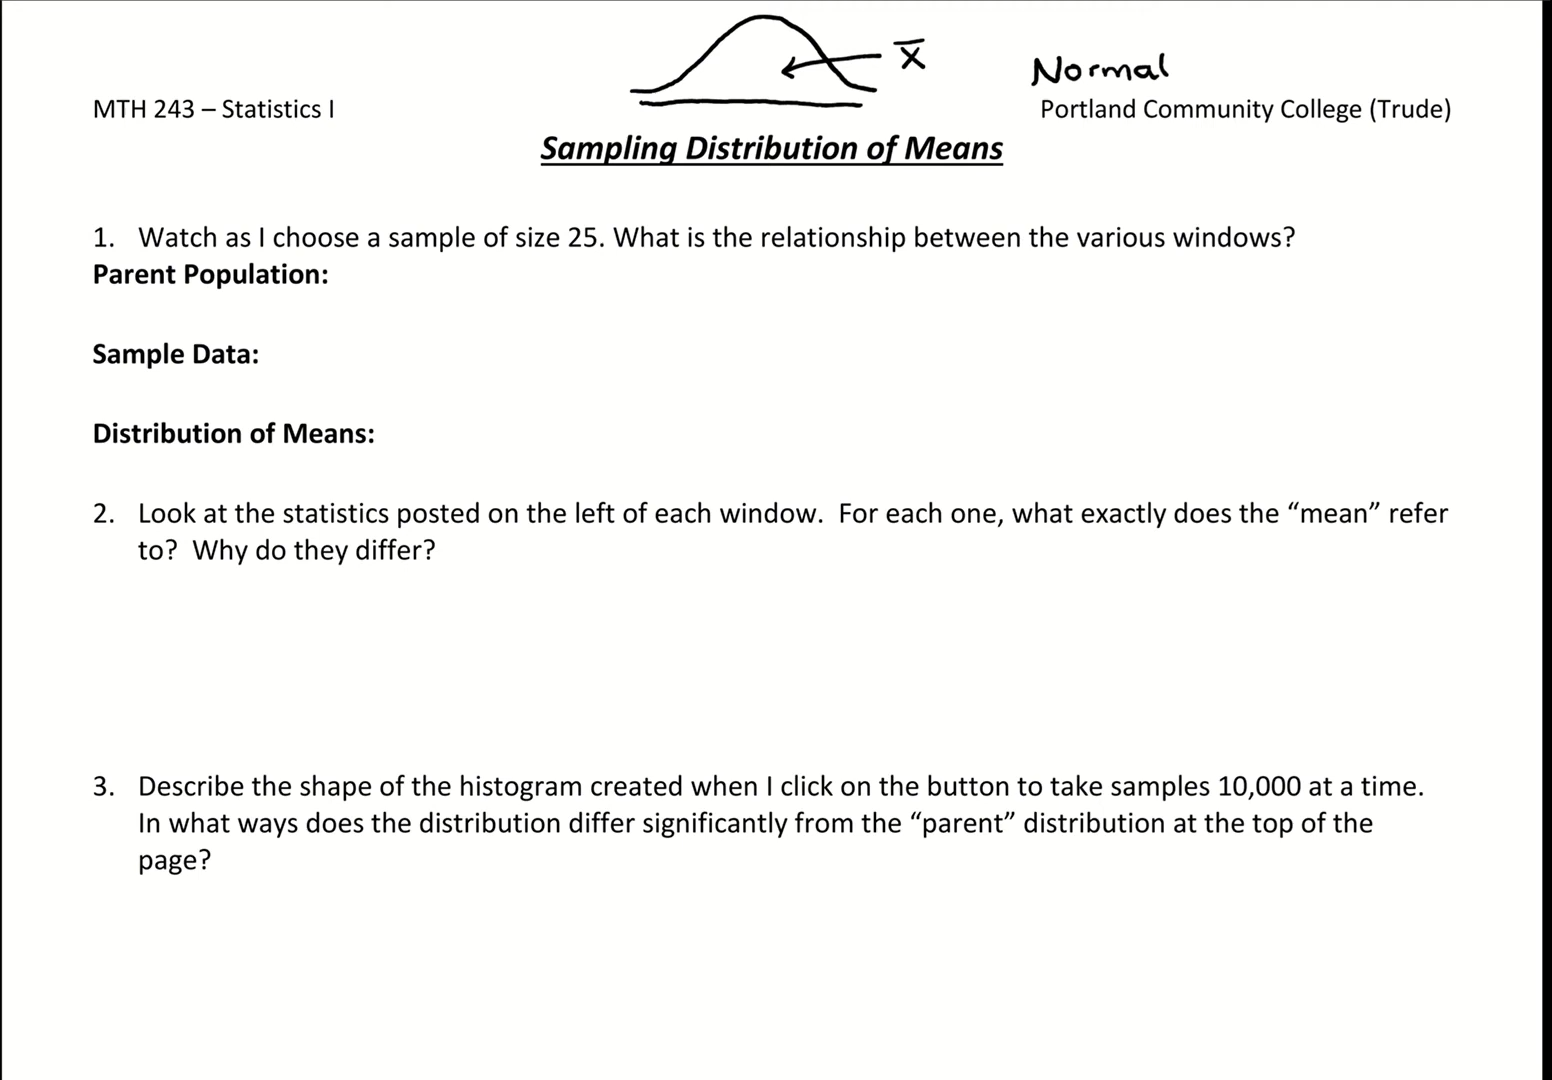 x̄
Normal
MTH 243 – Statistics I
Portland Community College (Trude)
Sampling Distribution of Means
1. Watch as I choose a sample of size 25. What is the relationship between the various windows?
Parent Population:
Sample Data:
Distribution of Means:
2. Look at the statistics posted on the left of each window. For each one, what exactly does the “mean” refer
to? Why do they differ?
3. Describe the shape of the histogram created when I click on the button to take samples 10,000 at a time.
In what ways does the distribution differ significantly from the “parent” distribution at the top of the
page?